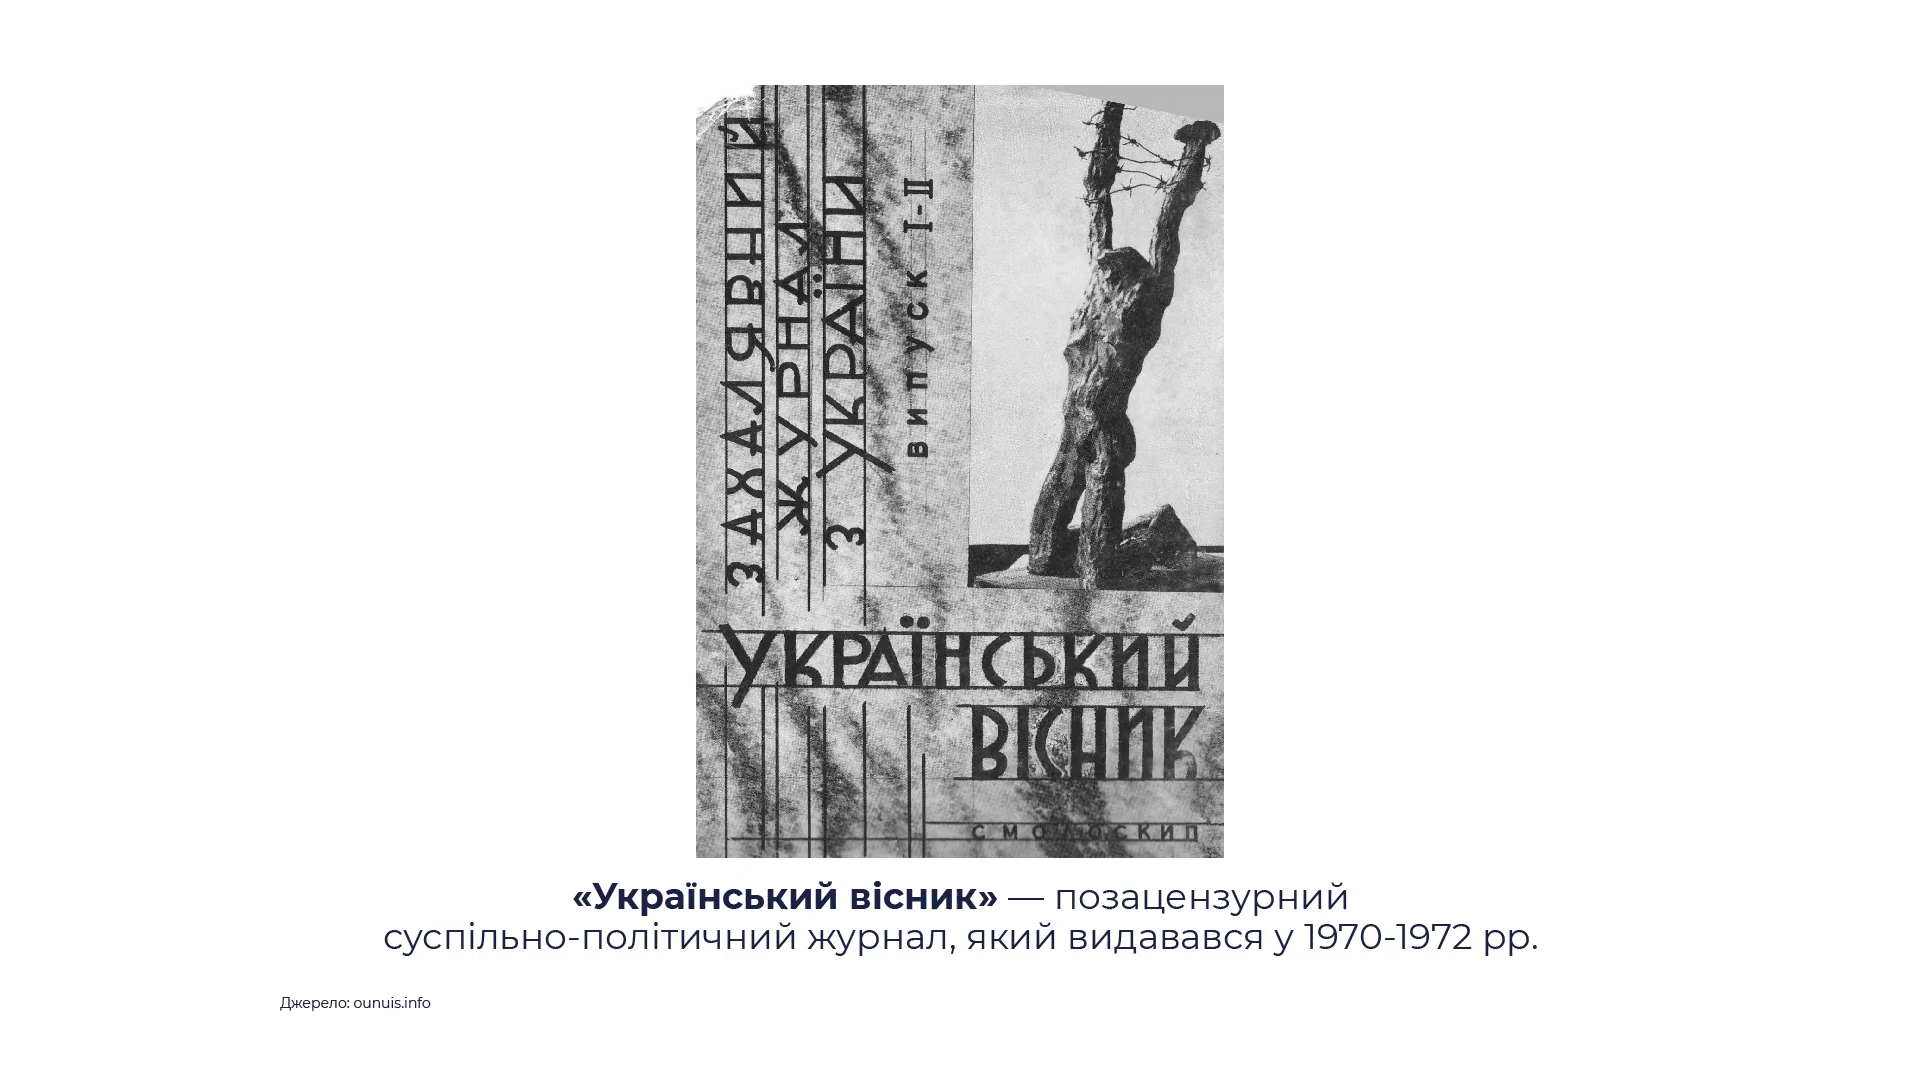 ЗАХАЛЯВНИЙ
ЖУРНАЛ
З УКРАЇНИ
випуск I-II
УКРАЇНСЬКИЙ
ВІСНИК
СМОЛОСКИП
«Український вісник» — позацензурний
суспільно-політичний журнал, який видавався у 1970-1972 рр.
Джерело: ounuis.info